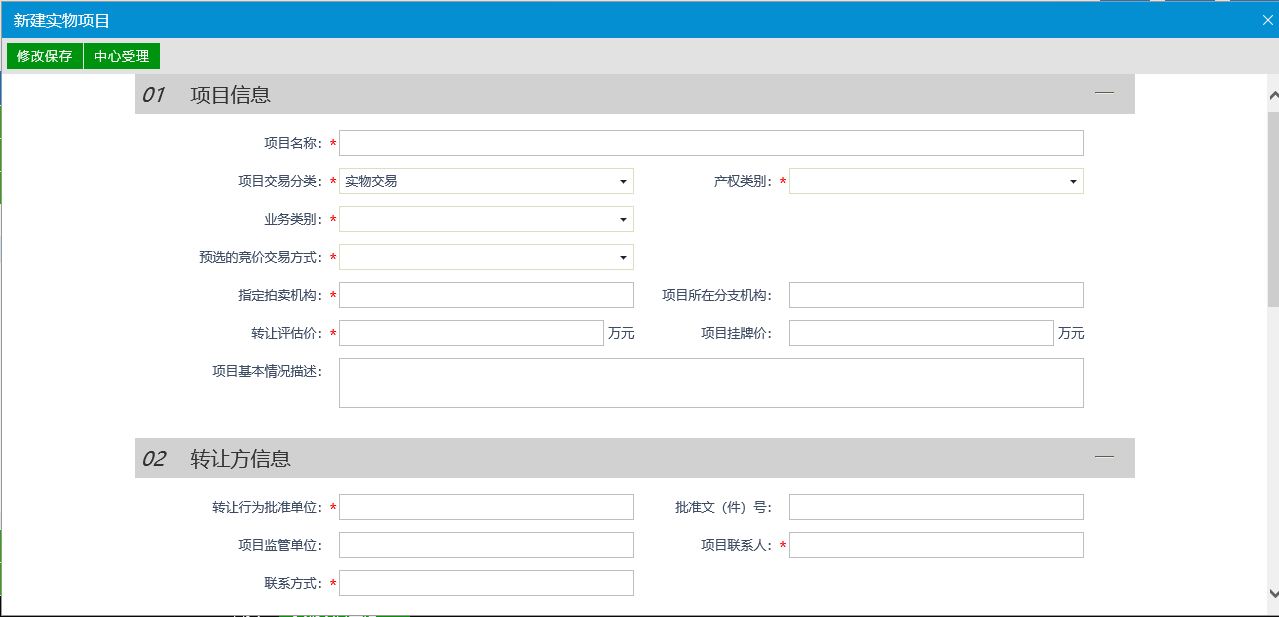 新建实物项目
修改保存 中心受理
01 项目信息
项目名称: *
项目交易分类: * 实物交易 产权类别: *
业务类别: *
预选的竞价交易方式: *
指定拍卖机构: * 项目所在分支机构:
转让评估价: * 万元 项目挂牌价: 万元
项目基本情况描述:
02 转让方信息
转让行为批准单位: * 批准文（件）号:
项目监管单位: 项目联系人: *
联系方式: *